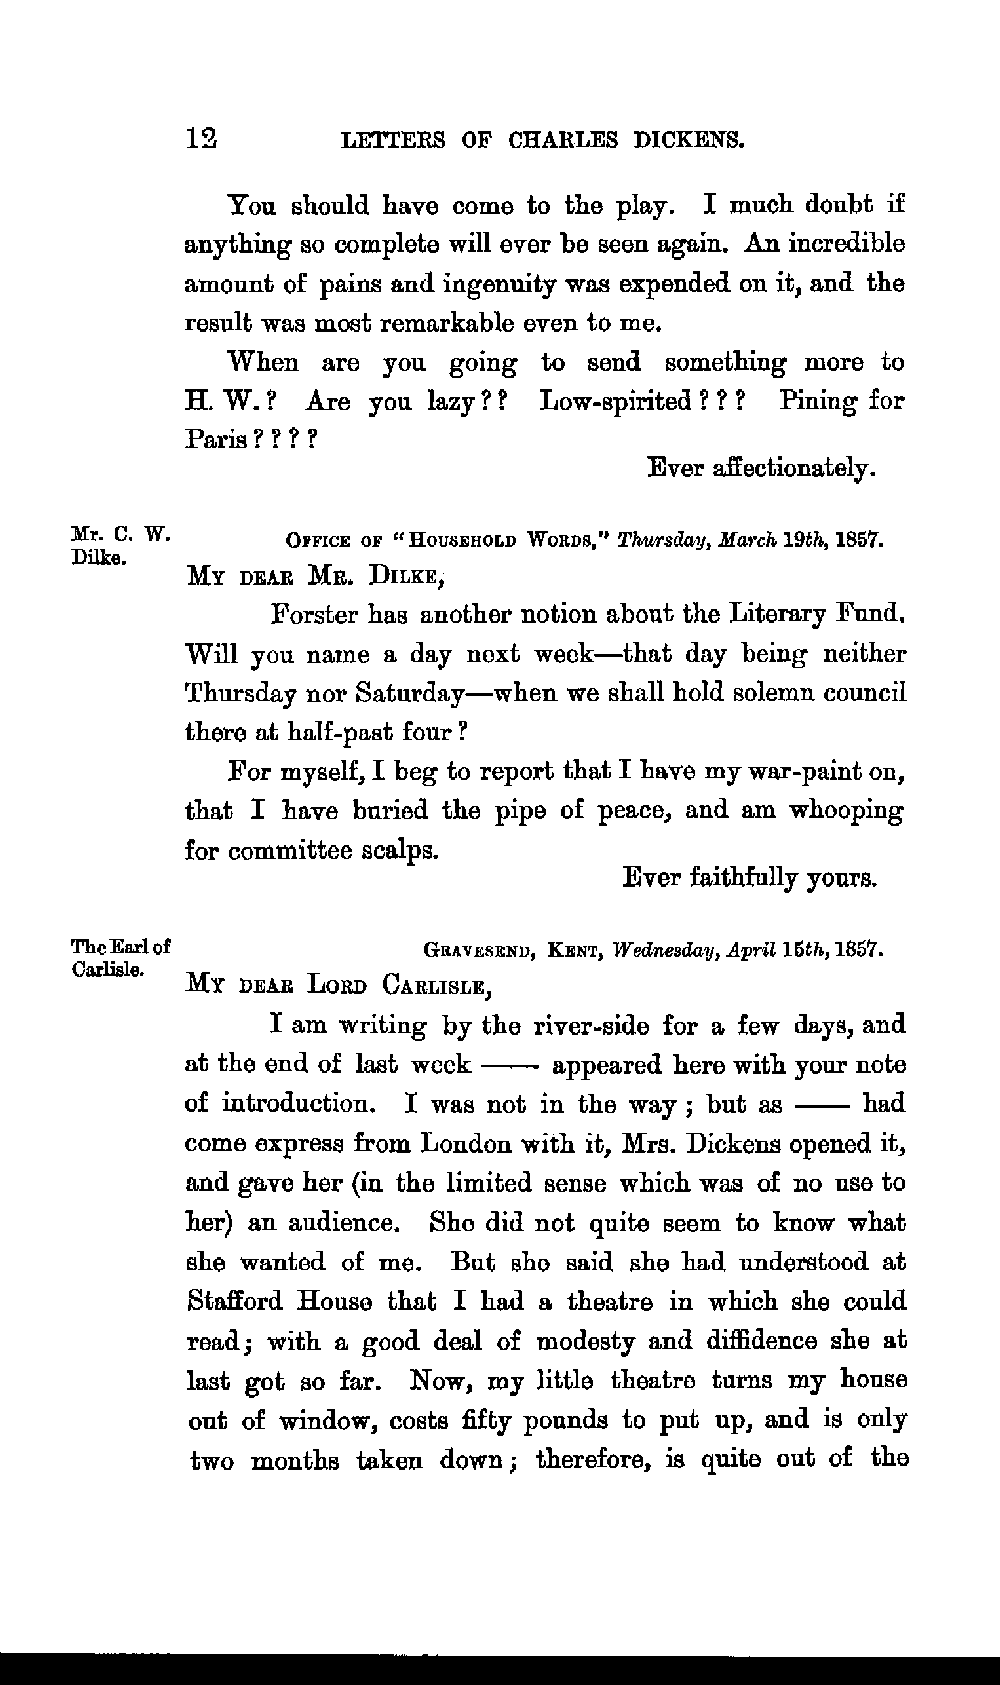 12 LETTERS OF CHARLES DICKENS.
You should have come to the play. I much doubt if
anything so complete will ever be seen again. An incredible
amount of pains and ingenuity was expended on it, and the
result was most remarkable even to me.
When are you going to send something more to
H. W.? Are you lazy?? Low-spirited??? Pining for
Paris????
Ever affectionately.
Mr. C. W.
Dilke.
OFFICE OF "HOUSEHOLD WORDS," Thursday, March 19th, 1857.
MY DEAR MR. DILKE,
Forster has another notion about the Literary Fund.
Will you name a day next week—that day being neither
Thursday nor Saturday—when we shall hold solemn council
there at half-past four?
For myself, I beg to report that I have my war-paint on,
that I have buried the pipe of peace, and am whooping
for committee scalps.
Ever faithfully yours.
The Earl of
Carlisle.
GRAVESEND, KENT, Wednesday, April 15th, 1857.
MY DEAR LORD CARLISLE,
I am writing by the river-side for a few days, and
at the end of last week —— appeared here with your note
of introduction. I was not in the way; but as —— had
come express from London with it, Mrs. Dickens opened it,
and gave her (in the limited sense which was of no use to
her) an audience. She did not quite seem to know what
she wanted of me. But she said she had understood at
Stafford House that I had a theatre in which she could
read; with a good deal of modesty and diffidence she at
last got so far. Now, my little theatre turns my house
out of window, costs fifty pounds to put up, and is only
two months taken down; therefore, is quite out of the